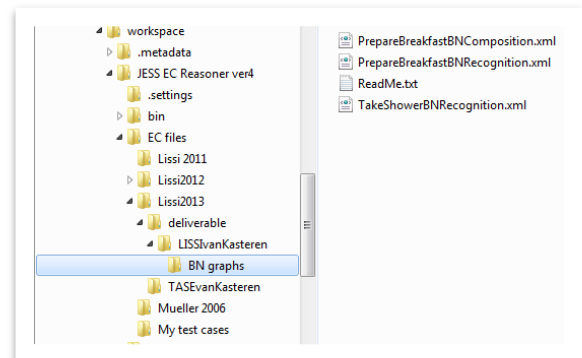 workspace
.metadata
JESS EC Reasoner ver4
.settings
bin
EC files
Lissi 2011
Lissi2012
Lissi2013
deliverable
LISSIvanKasteren
BN graphs
TASEvanKasteren
Mueller 2006
My test cases
PrepareBreakfastBNComposition.xml
PrepareBreakfastBNRecognition.xml
ReadMe.txt
TakeShowerBNRecognition.xml